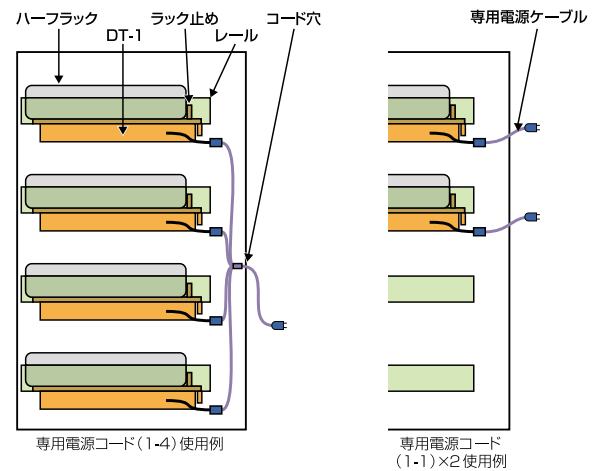 ハーフラック
DT-1
ラック止め
レール
コード穴
専用電源ケーブル
専用電源コード(1-4)使用例
専用電源コード
(1-1)×2使用例